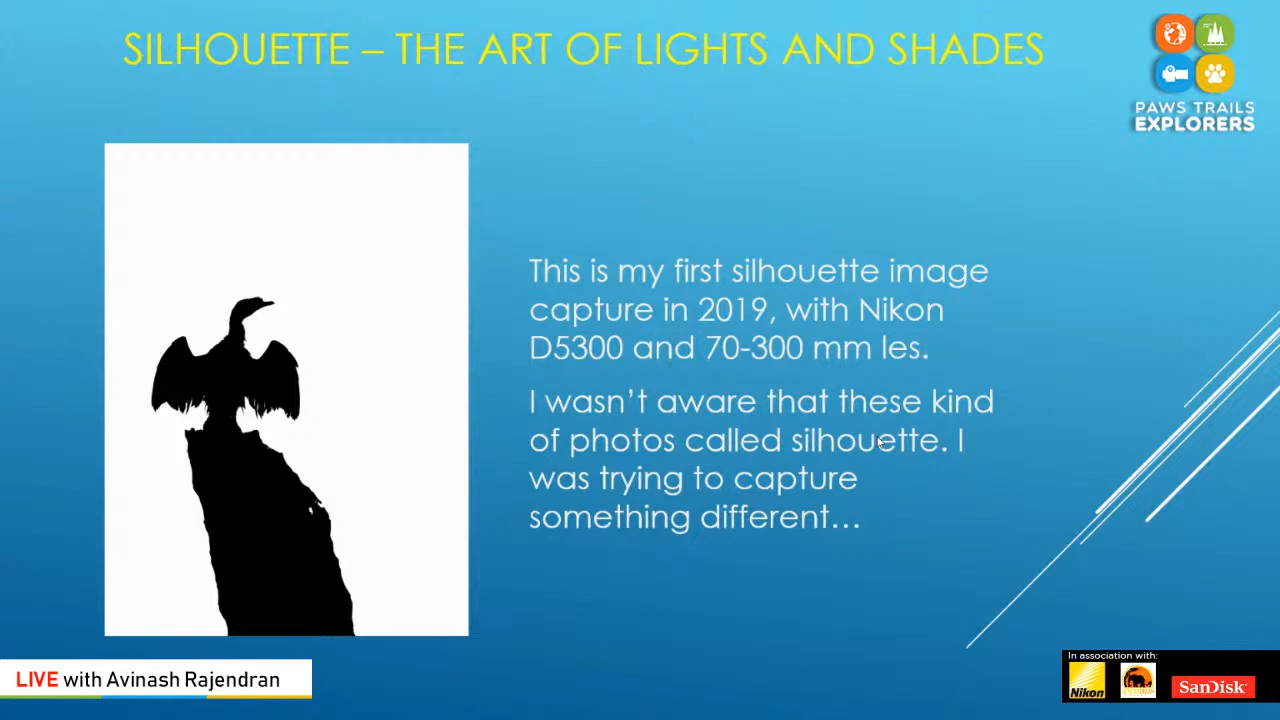 SILHOUETTE – THE ART OF LIGHTS AND SHADES
PAWS TRAILS
EXPLORERS
This is my first silhouette image
capture in 2019, with Nikon
D5300 and 70-300 mm les.
I wasn’t aware that these kind
of photos called silhouette. I
was trying to capture
something different…
LIVE with Avinash Rajendran
In association with:
Nikon
SanDisk